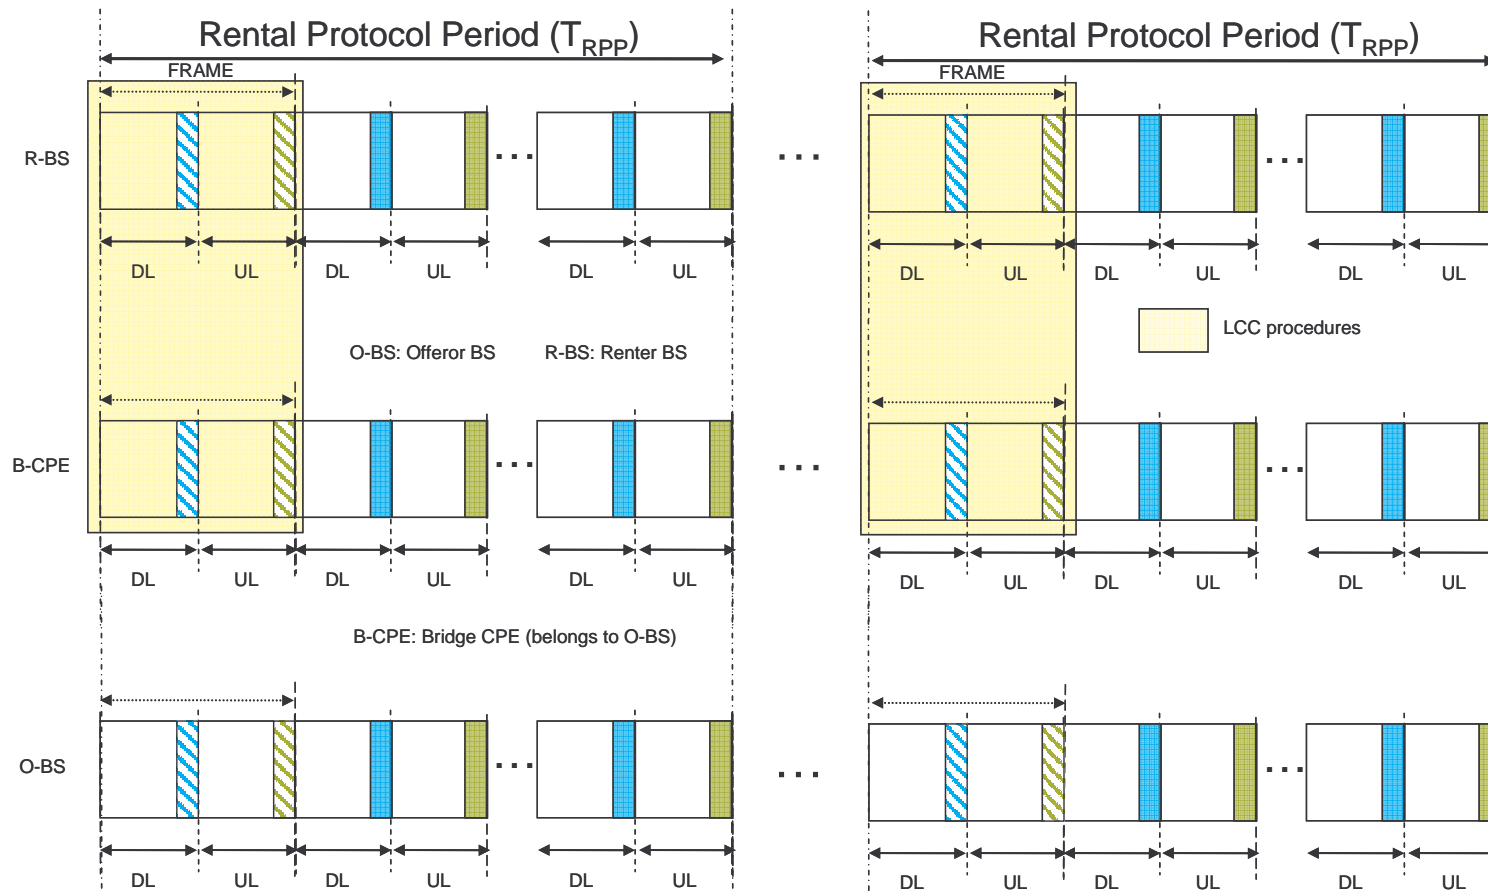 Rental Protocol Period (TRPP)
Rental Protocol Period (TRPP)
FRAME
FRAME
R-BS
...
...
...
DL UL DL UL DL UL
DL UL DL UL DL UL
LCC procedures
O-BS: Offeror BS R-BS: Renter BS
B-CPE
...
...
...
DL UL DL UL DL UL
DL UL DL UL DL UL
B-CPE: Bridge CPE (belongs to O-BS)
O-BS
...
...
...
DL UL DL UL DL UL
DL UL DL UL DL UL